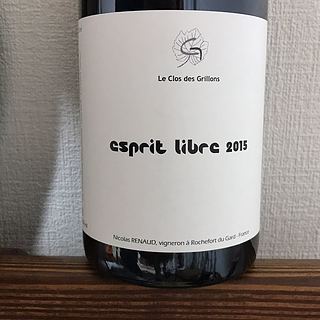 Le Clos des Grillons
esprit libre 2015
Nicolas RENAUD, vigneron à Rochefort du Gard - France